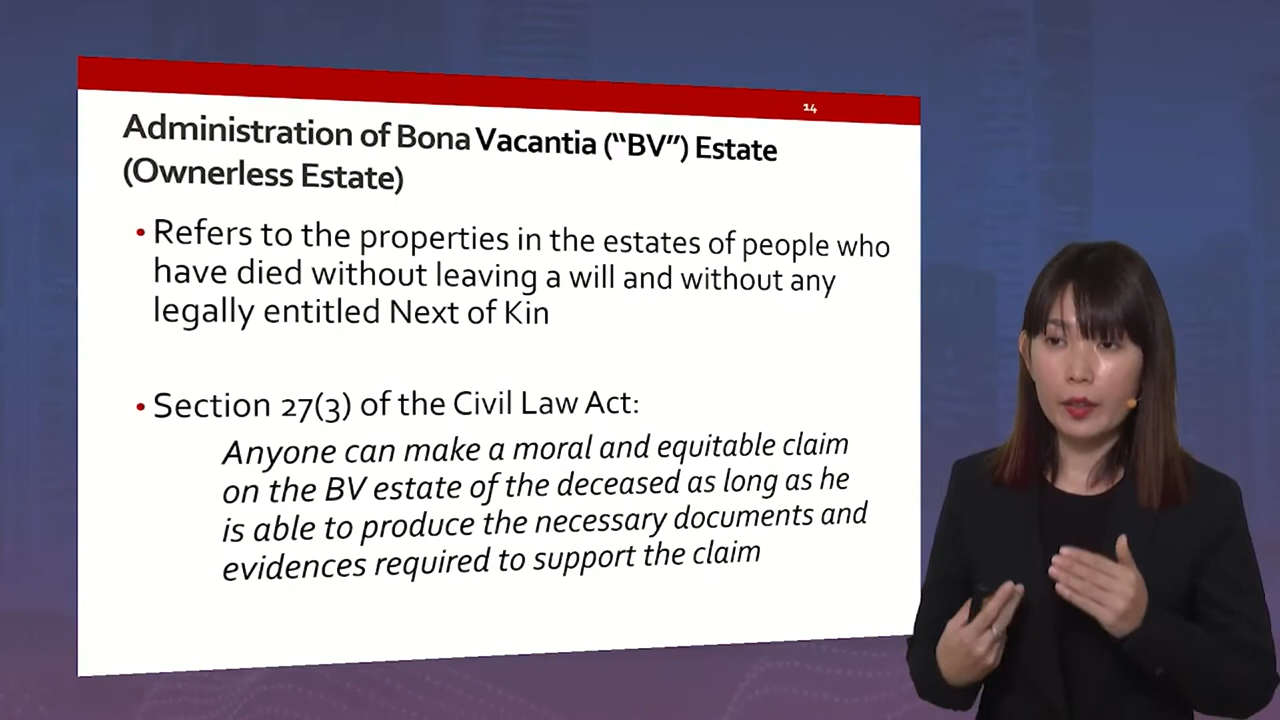 14
Administration of Bona Vacantia (“BV”) Estate
(Ownerless Estate)
• Refers to the properties in the estates of people who
have died without leaving a will and without any
legally entitled Next of Kin
• Section 27(3) of the Civil Law Act:
Anyone can make a moral and equitable claim
on the BV estate of the deceased as long as he
is able to produce the necessary documents and
evidences required to support the claim